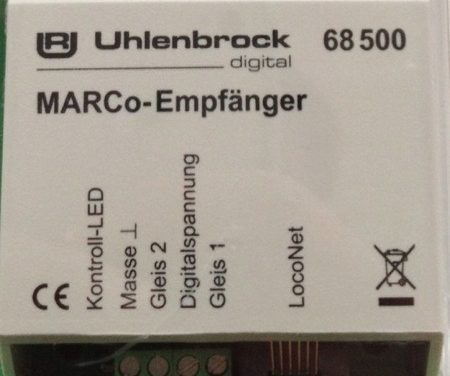 Uhlenbrock 68 500
digital
MARCo-Empfänger
Kontroll-LED
Masse ⊥
Gleis 2
Digitalspannung
Gleis 1
LocoNet
CE